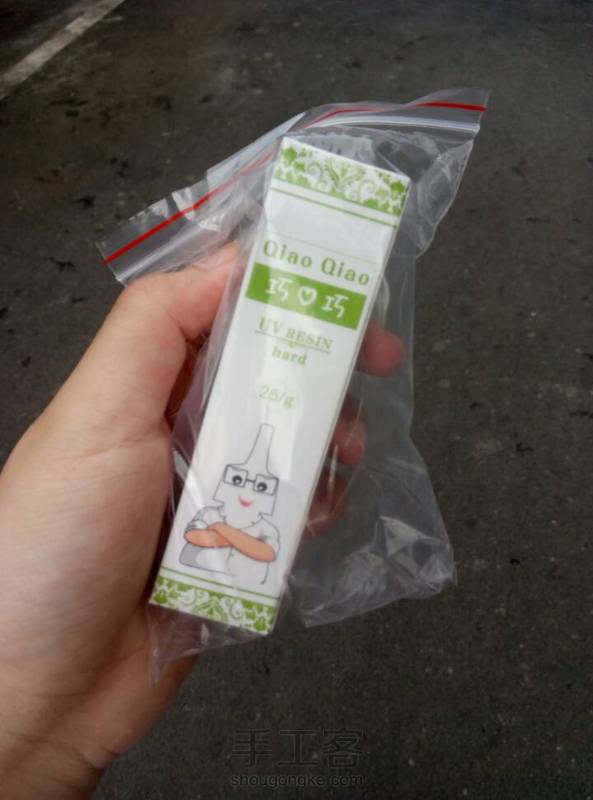 Qiao Qiao
巧♡巧
UV RESIN
hard
25/g
手工客
shougongke.com